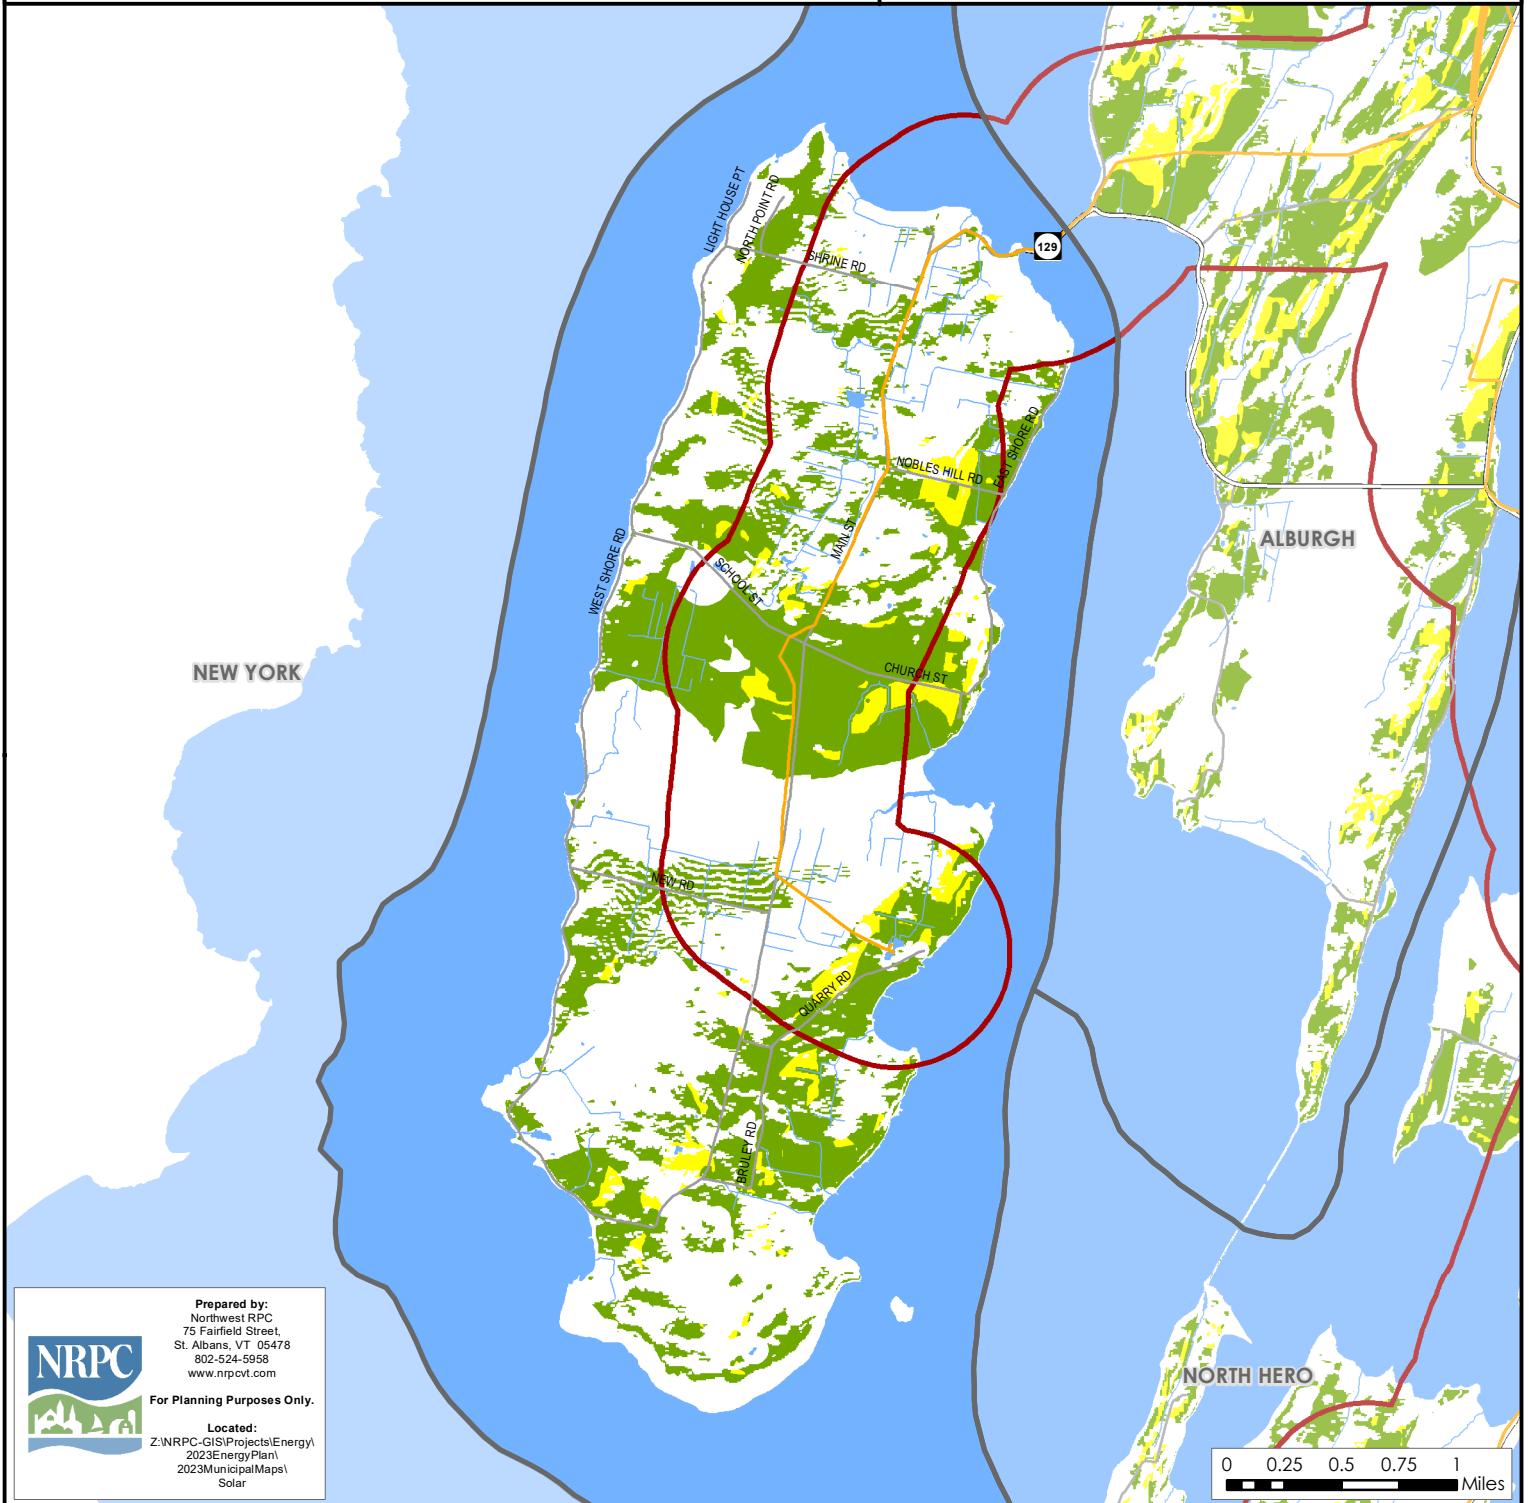 LIGHT HOUSE PT
NORTH POINT RD
SHRINE RD
129
NOBLES HILL RD
EAST SHORE RD
MAIN ST
WEST SHORE RD
SCHOOL ST
CHURCH ST
ALBURGH
NEW YORK
NEW RD
QUARRY RD
BRULEY RD
NORTH HERO
NRPC
Prepared by:
Northwest RPC
75 Fairfield Street,
St. Albans, VT 05478
802-524-5958
www.nrpcvt.com
For Planning Purposes Only.
Located:
Z:\NRPC-GIS\Projects\Energy\
2023EnergyPlan\
2023MunicipalMaps\
Solar
0 0.25 0.5 0.75 1
Miles